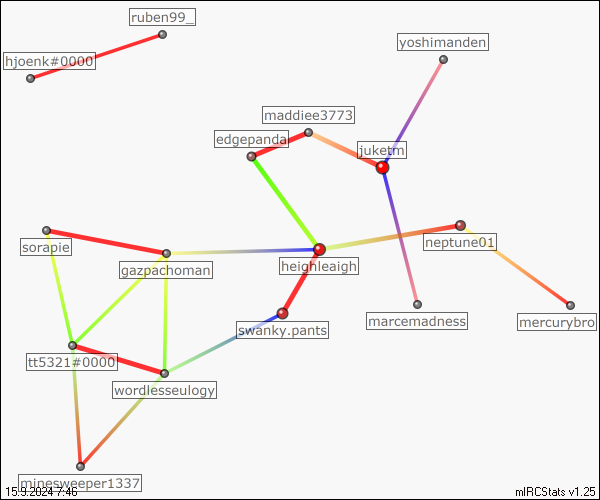 ruben99_
hjoenk#0000
yoshimanden
maddiee3773
edgepanda
juketm
sorapie
gazpachoman
heighleaigh
neptune01
swanky.pants
marcemadness
mercurybro
tt5321#0000
wordlesseulogy
minesweeper1337
15.9.2024 7:46
mIRCStats v1.25